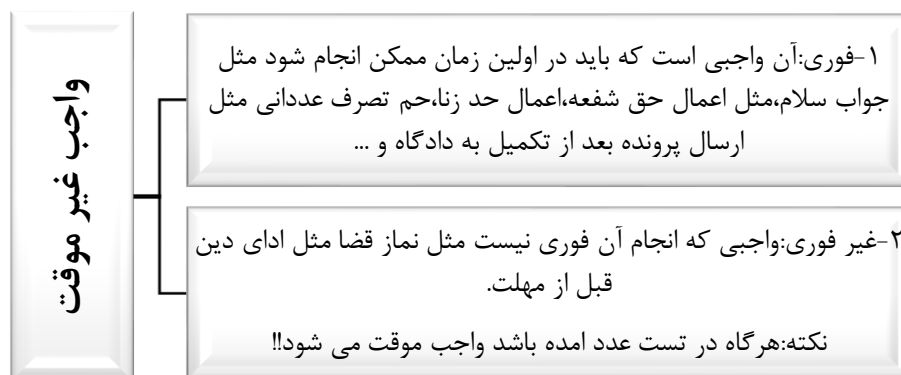 واجب غیر موقت
۱-فوری:آن واجبی است که باید در اولین زمان ممکن انجام شود مثل
جواب سلام،مثل اعمال حق شفعه،اعمال حد زنا،حم تصرف عددانی مثل
ارسال پرونده بعد از تکمیل به دادگاه و ...
۲-غیر فوری:واجبی که انجام آن فوری نیست مثل نماز قضا مثل ادای دین
قبل از مهلت.
نکته:هرگاه در تست عدد امده باشد واجب موقت می شود!!